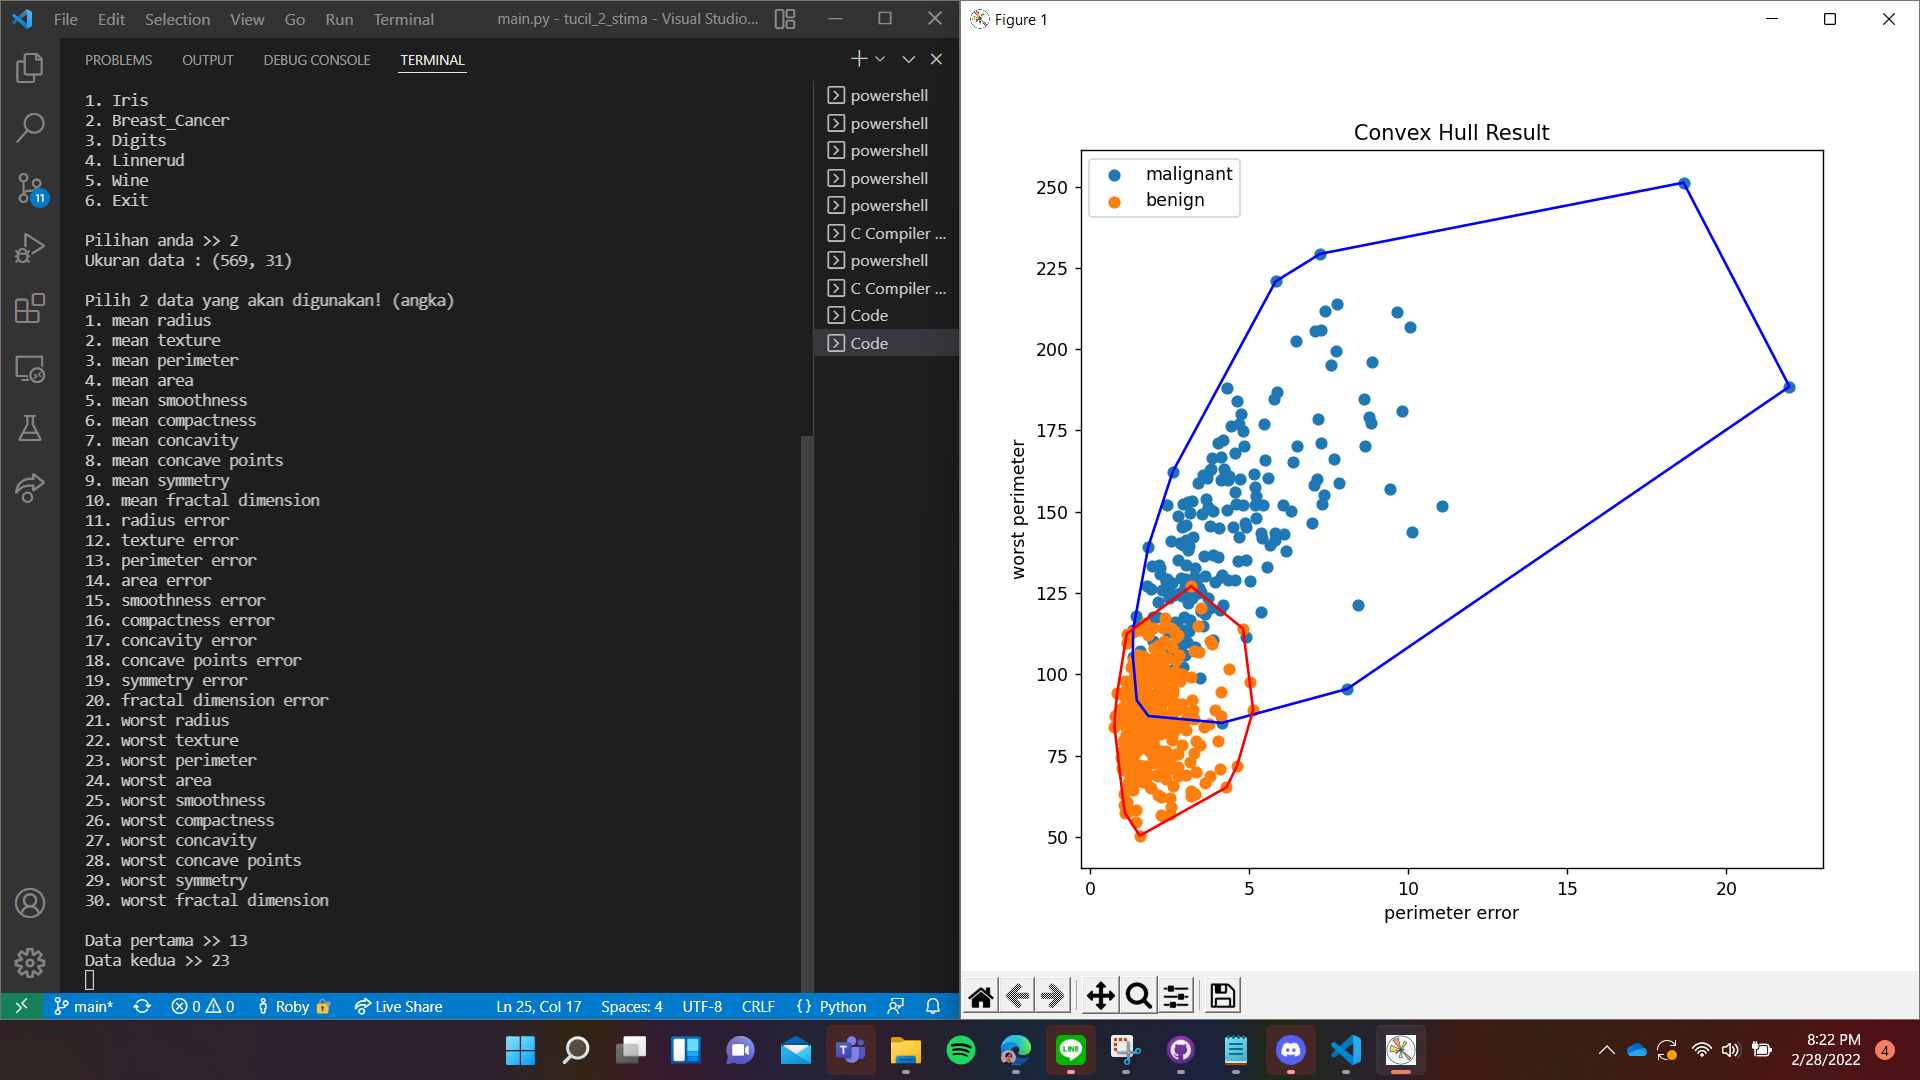 File Edit Selection View Go Run Terminal main.py - tucil_2_stima - Visual Studio...
PROBLEMS OUTPUT DEBUG CONSOLE TERMINAL
1. Iris
2. Breast_Cancer
3. Digits
4. Linnerud
5. Wine
6. Exit
Pilihan anda >> 2
Ukuran data : (569, 31)
Pilih 2 data yang akan digunakan! (angka)
1. mean radius
2. mean texture
3. mean perimeter
4. mean area
5. mean smoothness
6. mean compactness
7. mean concavity
8. mean concave points
9. mean symmetry
10. mean fractal dimension
11. radius error
12. texture error
13. perimeter error
14. area error
15. smoothness error
16. compactness error
17. concavity error
18. concave points error
19. symmetry error
20. fractal dimension error
21. worst radius
22. worst texture
23. worst perimeter
24. worst area
25. worst smoothness
26. worst compactness
27. worst concavity
28. worst concave points
29. worst symmetry
30. worst fractal dimension
Data pertama >> 13
Data kedua >> 23
powershell
powershell
powershell
powershell
powershell
C Compiler ...
powershell
C Compiler ...
Code
Code
11
main* 0 0 Roby Live Share Ln 25, Col 17 Spaces: 4 UTF-8 CRLF {} Python
Figure 1
Convex Hull Result
malignant
benign
250
225
200
175
150
125
100
75
50
worst perimeter
0 5 10 15 20
perimeter error
LINE
8:22 PM
2/28/2022
4